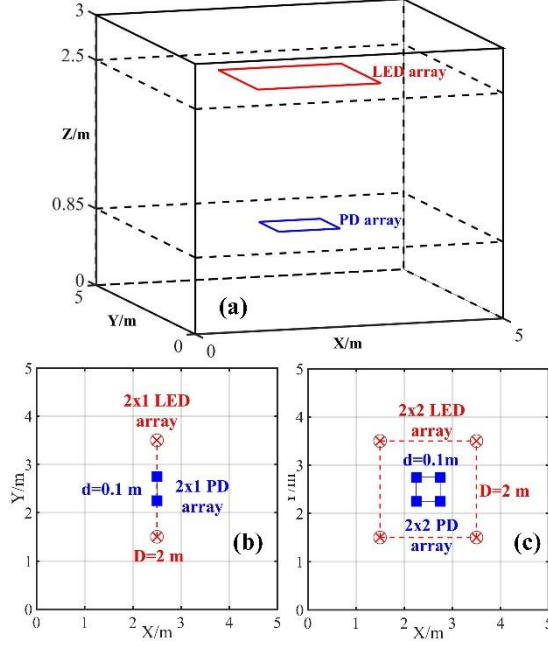 3
2.5
LED array
Z/m
0.85
PD array
0
5
(a)
Y/m
X/m
5
0
0
5
4
3
2
1
0
2x1 LED
array
d=0.1 m
2x1 PD
array
D=2 m
(b)
Y/m
0 1 2 3 4 5
X/m
5
4
3
2
1
0
2x2 LED
array
d=0.1m
D=2 m
2x2 PD
array
(c)
Y/m
0 1 2 3 4 5
X/m